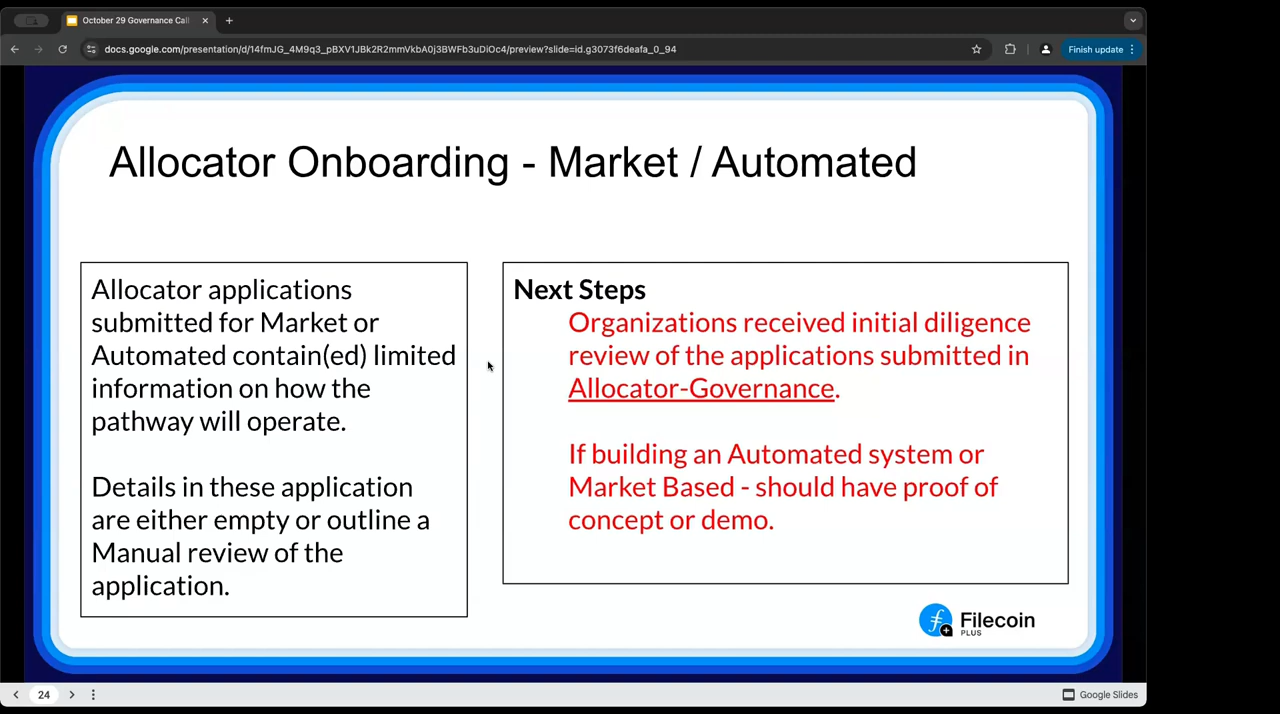 October 29 Governance Call
docs.google.com/presentation/d/14fmJG_4M9q3_pBXV1JBk2R2mmVkbA0j3BWFb3uDiOc4/preview?slide=id.g3073f6deafa_0_94
Finish update
Allocator Onboarding - Market / Automated
Allocator applications
submitted for Market or
Automated contain(ed) limited
information on how the
pathway will operate.
Details in these application
are either empty or outline a
Manual review of the
application.
Next Steps
Organizations received initial diligence
review of the applications submitted in
Allocator-Governance.
If building an Automated system or
Market Based - should have proof of
concept or demo.
Filecoin
PLUS
24
Google Slides